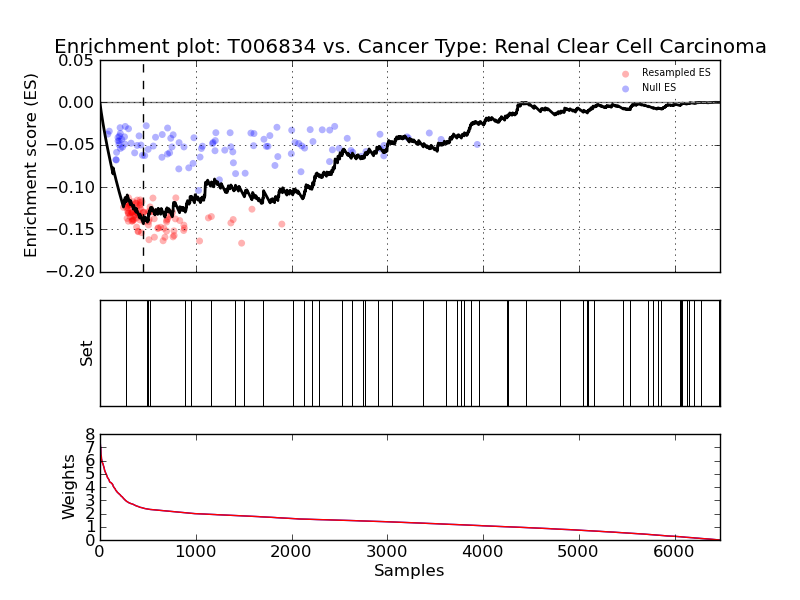 Enrichment plot: T006834 vs. Cancer Type: Renal Clear Cell Carcinoma
Enrichment score (ES)
0.05
0.00
−0.05
−0.10
−0.15
−0.20
Resampled ES
Null ES
Set
Weights
8
7
6
5
4
3
2
1
0
0 1000 2000 3000 4000 5000 6000
Samples